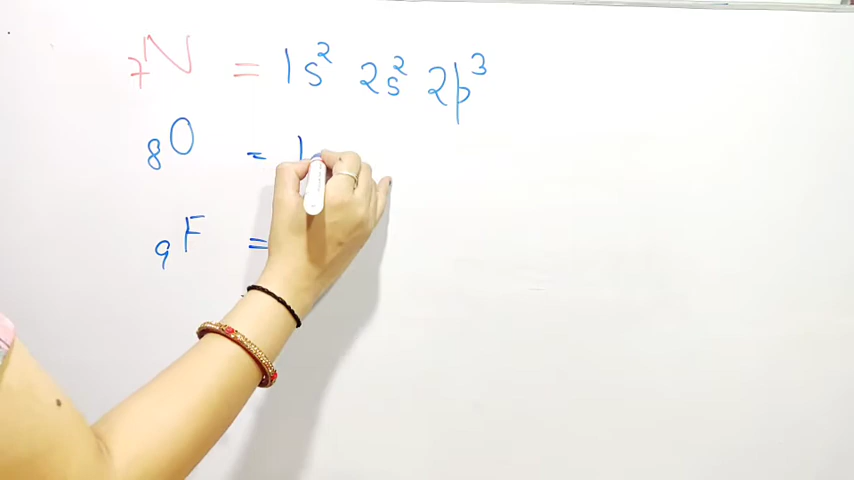 7N = 1s² 2s² 2p³
8O = 1
9F =